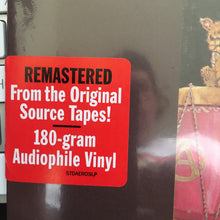 REMASTERED
From the Original
Source Tapes!
180-gram
Audiophile Vinyl